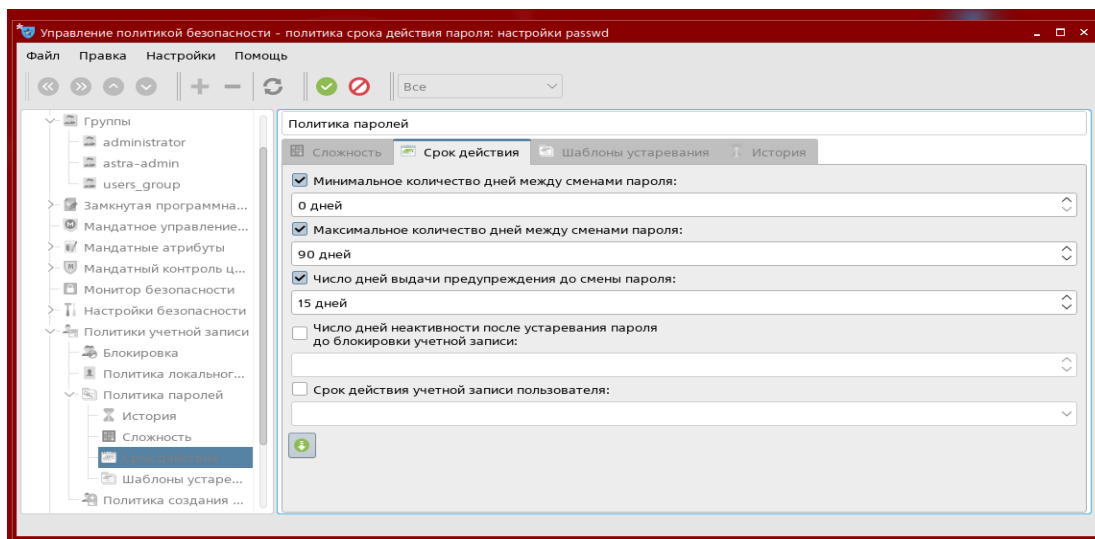 Управление политикой безопасности – политика срока действия пароля: настройки passwd
Файл Правка Настройки Помощь
Все
Группы
administrator
astra-admin
users_group
Замкнутая программна...
Мандатное управление...
Мандатные атрибуты
Мандатный контроль ц...
Монитор безопасности
Настройки безопасности
Политики учетной записи
Блокировка
Политика локальног...
Политика паролей
История
Сложность
Срок действия
Шаблоны устаре...
Политика создания ...
Политика паролей
Сложность Срок действия Шаблоны устаревания История
Минимальное количество дней между сменами пароля:
0 дней
Максимальное количество дней между сменами пароля:
90 дней
Число дней выдачи предупреждения до смены пароля:
15 дней
Число дней неактивности после устаревания пароля
до блокировки учетной записи:
Срок действия учетной записи пользователя: